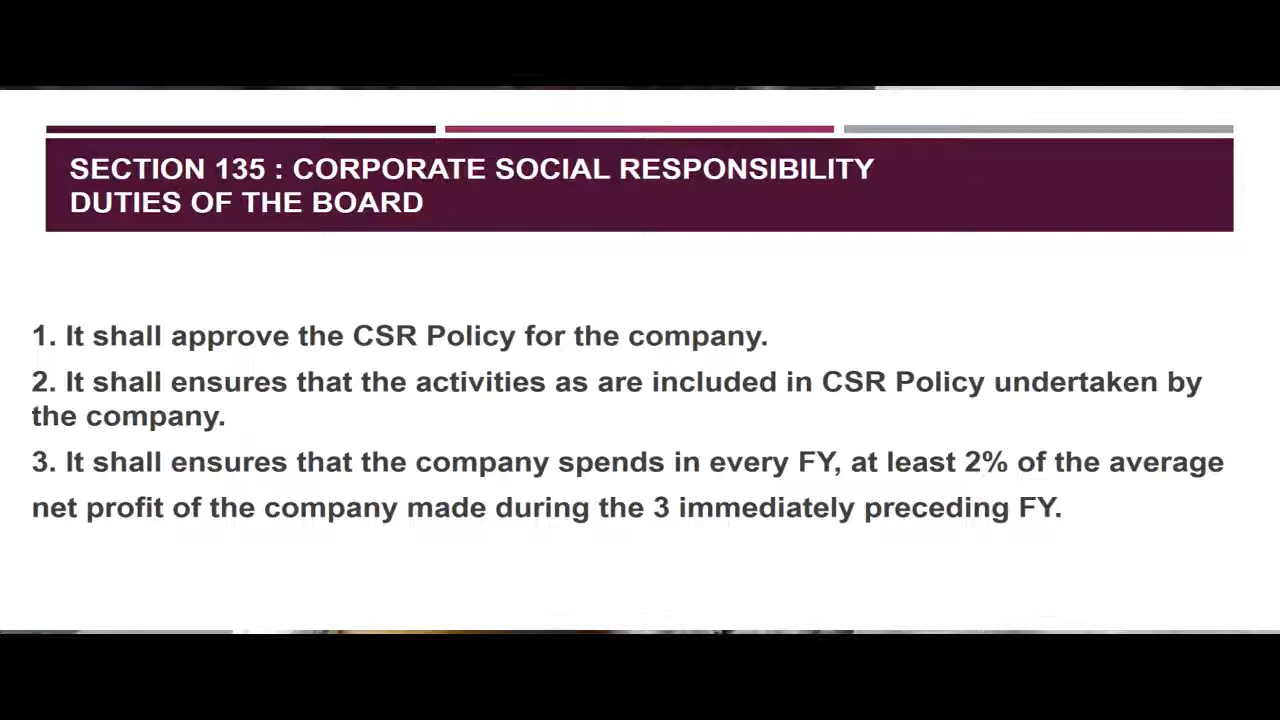 SECTION 135 : CORPORATE SOCIAL RESPONSIBILITY
DUTIES OF THE BOARD
1. It shall approve the CSR Policy for the company.
2. It shall ensures that the activities as are included in CSR Policy undertaken by
the company.
3. It shall ensures that the company spends in every FY, at least 2% of the average
net profit of the company made during the 3 immediately preceding FY.